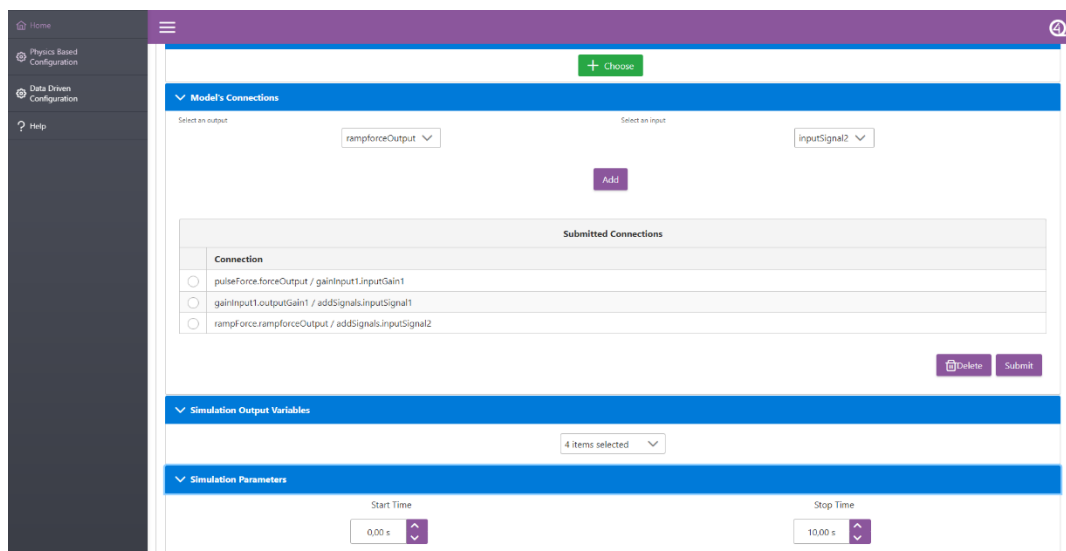 Home
Physics Based
Configuration
Data Driven
Configuration
? Help
4
+ Choose
Model's Connections
Select an output
Select an input
rampforceOutput
inputSignal2
Add
Submitted Connections
Connection
pulseForce.forceOutput / gainInput1.inputGain1
gainInput1.outputGain1 / addSignals.inputSignal1
rampForce.rampforceOutput / addSignals.inputSignal2
Delete Submit
Simulation Output Variables
4 items selected
Simulation Parameters
Start Time
Stop Time
0,00 s
10,00 s